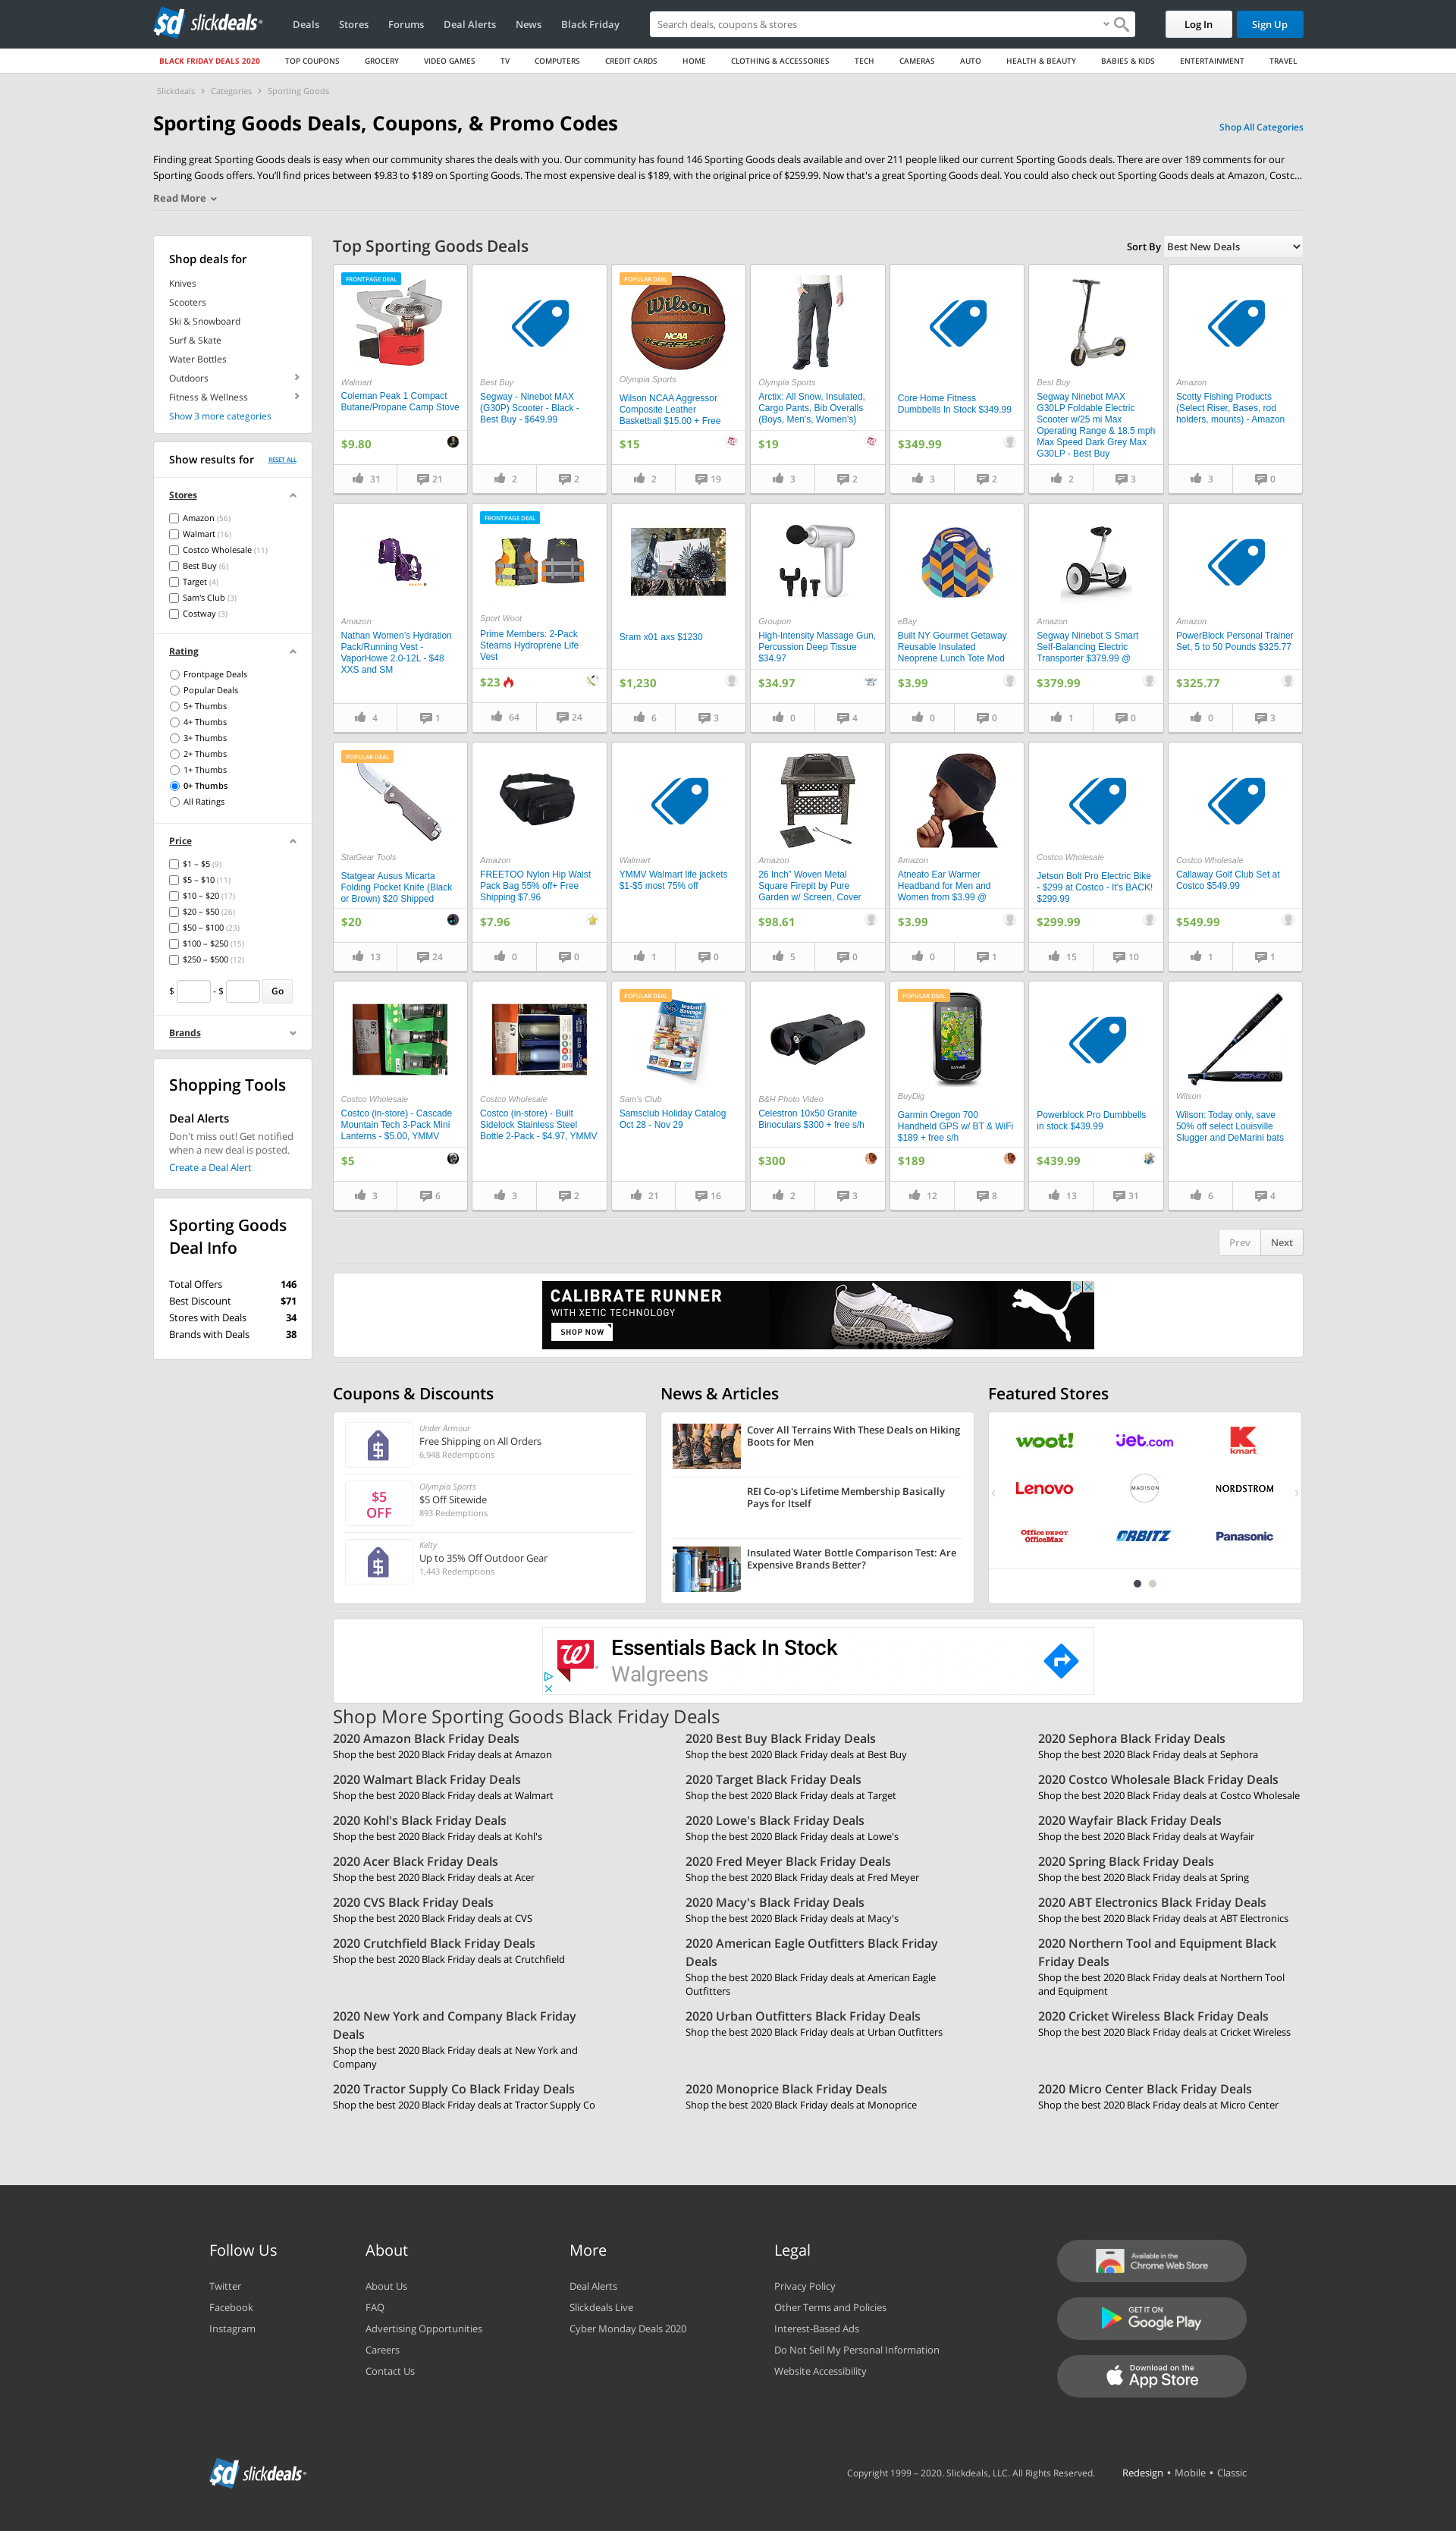 sd slickdeals
Deals Stores Forums Deal Alerts News Black Friday
Search deals, coupons & stores
Log In Sign Up
BLACK FRIDAY DEALS 2020 TOP COUPONS GROCERY VIDEO GAMES TV COMPUTERS CREDIT CARDS HOME CLOTHING & ACCESSORIES TECH CAMERAS AUTO HEALTH & BEAUTY BABIES & KIDS ENTERTAINMENT TRAVEL
Slickdeals > Categories > Sporting Goods
Sporting Goods Deals, Coupons, & Promo Codes
Shop All Categories
Finding great Sporting Goods deals is easy when our community shares the deals with you. Our community has found 146 Sporting Goods deals available and over 211 people liked our current Sporting Goods deals. There are over 189 comments for our
Sporting Goods offers. You'll find prices between $9.83 to $189 on Sporting Goods. The most expensive deal is $189, with the original price of $259.99. Now that's a great Sporting Goods deal. You could also check out Sporting Goods deals at Amazon, Costc...
Read More
Shop deals for
Knives
Scooters
Ski & Snowboard
Surf & Skate
Water Bottles
Outdoors
Fitness & Wellness
Show 3 more categories
Show results for RESET ALL
Stores
Amazon (56)
Walmart (16)
Costco Wholesale (11)
Best Buy (6)
Target (4)
Sam's Club (3)
Costway (3)
Rating
Frontpage Deals
Popular Deals
5+ Thumbs
4+ Thumbs
3+ Thumbs
2+ Thumbs
1+ Thumbs
0+ Thumbs
All Ratings
Price
$1 – $5 (9)
$5 – $10 (11)
$10 – $20 (17)
$20 – $50 (26)
$50 – $100 (23)
$100 – $250 (15)
$250 – $500 (12)
$ - $ Go
Brands
Shopping Tools
Deal Alerts
Don't miss out! Get notified
when a new deal is posted.
Create a Deal Alert
Sporting Goods
Deal Info
Total Offers 146
Best Discount $71
Stores with Deals 34
Brands with Deals 38
Top Sporting Goods Deals
Sort By Best New Deals
FRONTPAGE DEAL
Walmart
Coleman Peak 1 Compact
Butane/Propane Camp Stove
$9.80
31 21
Best Buy
Segway - Ninebot MAX
(G30P) Scooter - Black -
Best Buy - $649.99
2 2
POPULAR DEAL
Wilson
NCAA
AGGRESSOR
Olympia Sports
Wilson NCAA Aggressor
Composite Leather
Basketball $15.00 + Free
$15
2 19
Olympia Sports
Arctix: All Snow, Insulated,
Cargo Pants, Bib Overalls
(Boys, Men's, Women's)
$19
3 2
Core Home Fitness
Dumbbells In Stock $349.99
$349.99
3 2
Best Buy
Segway Ninebot MAX
G30LP Foldable Electric
Scooter w/25 mi Max
Operating Range & 18.5 mph
Max Speed Dark Grey Max
G30LP - Best Buy
2 3
Amazon
Scotty Fishing Products
(Select Riser, Bases, rod
holders, mounts) - Amazon
3 0
Amazon
Nathan Women's Hydration
Pack/Running Vest -
VaporHowe 2.0-12L - $48
XXS and SM
4 1
FRONTPAGE DEAL
Sport Woot
Prime Members: 2-Pack
Stearns Hydroprene Life
Vest
$23
64 24
Sram x01 axs $1230
$1,230
6 3
Groupon
High-Intensity Massage Gun,
Percussion Deep Tissue
$34.97
$34.97
0 4
eBay
Built NY Gourmet Getaway
Reusable Insulated
Neoprene Lunch Tote Mod
$3.99
0 0
Amazon
Segway Ninebot S Smart
Self-Balancing Electric
Transporter $379.99 @
$379.99
1 0
Amazon
PowerBlock Personal Trainer
Set, 5 to 50 Pounds $325.77
$325.77
0 3
POPULAR DEAL
StatGear Tools
Statgear Ausus Micarta
Folding Pocket Knife (Black
or Brown) $20 Shipped
$20
13 24
Amazon
FREETOO Nylon Hip Waist
Pack Bag 55% off+ Free
Shipping $7.96
$7.96
0 0
Walmart
YMMV Walmart life jackets
$1-$5 most 75% off
1 0
Amazon
26 Inch" Woven Metal
Square Firepit by Pure
Garden w/ Screen, Cover
$98.61
5 0
Amazon
Atneato Ear Warmer
Headband for Men and
Women from $3.99 @
$3.99
0 1
Costco Wholesale
Jetson Bolt Pro Electric Bike
- $299 at Costco - It's BACK!
$299.99
$299.99
15 10
Costco Wholesale
Callaway Golf Club Set at
Costco $549.99
$549.99
1 1
5.00
Costco Wholesale
Costco (in-store) - Cascade
Mountain Tech 3-Pack Mini
Lanterns - $5.00, YMMV
$5
3 6
4.97
Costco Wholesale
Costco (in-store) - Built
Sidelock Stainless Steel
Bottle 2-Pack - $4.97, YMMV
3 2
POPULAR DEAL
Instant
Savings
Sam's Club
Samsclub Holiday Catalog
Oct 28 - Nov 29
21 16
B&H Photo Video
Celestron 10x50 Granite
Binoculars $300 + free s/h
$300
2 3
POPULAR DEAL
BuyDig
Garmin Oregon 700
Handheld GPS w/ BT & WiFi
$189 + free s/h
$189
12 8
Powerblock Pro Dumbbells
in stock $439.99
$439.99
13 31
XENO
Wilson
Wilson: Today only, save
50% off select Louisville
Slugger and DeMarini bats
6 4
Prev Next
CALIBRATE RUNNER
WITH XETIC TECHNOLOGY
SHOP NOW
Coupons & Discounts
Under Armour
Free Shipping on All Orders
6,948 Redemptions
$5
OFF
Olympia Sports
$5 Off Sitewide
893 Redemptions
Kelty
Up to 35% Off Outdoor Gear
1,443 Redemptions
News & Articles
Cover All Terrains With These Deals on Hiking
Boots for Men
REI Co-op's Lifetime Membership Basically
Pays for Itself
Insulated Water Bottle Comparison Test: Are
Expensive Brands Better?
Featured Stores
woot! jet.com kmart
Lenovo MADISON NORDSTROM
Office DEPOT
OfficeMax
ORBITZ Panasonic
Essentials Back In Stock
Walgreens
Shop More Sporting Goods Black Friday Deals
2020 Amazon Black Friday Deals
Shop the best 2020 Black Friday deals at Amazon
2020 Best Buy Black Friday Deals
Shop the best 2020 Black Friday deals at Best Buy
2020 Sephora Black Friday Deals
Shop the best 2020 Black Friday deals at Sephora
2020 Walmart Black Friday Deals
Shop the best 2020 Black Friday deals at Walmart
2020 Target Black Friday Deals
Shop the best 2020 Black Friday deals at Target
2020 Costco Wholesale Black Friday Deals
Shop the best 2020 Black Friday deals at Costco Wholesale
2020 Kohl's Black Friday Deals
Shop the best 2020 Black Friday deals at Kohl's
2020 Lowe's Black Friday Deals
Shop the best 2020 Black Friday deals at Lowe's
2020 Wayfair Black Friday Deals
Shop the best 2020 Black Friday deals at Wayfair
2020 Acer Black Friday Deals
Shop the best 2020 Black Friday deals at Acer
2020 Fred Meyer Black Friday Deals
Shop the best 2020 Black Friday deals at Fred Meyer
2020 Spring Black Friday Deals
Shop the best 2020 Black Friday deals at Spring
2020 CVS Black Friday Deals
Shop the best 2020 Black Friday deals at CVS
2020 Macy's Black Friday Deals
Shop the best 2020 Black Friday deals at Macy's
2020 ABT Electronics Black Friday Deals
Shop the best 2020 Black Friday deals at ABT Electronics
2020 Crutchfield Black Friday Deals
Shop the best 2020 Black Friday deals at Crutchfield
2020 American Eagle Outfitters Black Friday
Deals
Shop the best 2020 Black Friday deals at American Eagle
Outfitters
2020 Northern Tool and Equipment Black
Friday Deals
Shop the best 2020 Black Friday deals at Northern Tool
and Equipment
2020 New York and Company Black Friday
Deals
Shop the best 2020 Black Friday deals at New York and
Company
2020 Urban Outfitters Black Friday Deals
Shop the best 2020 Black Friday deals at Urban Outfitters
2020 Cricket Wireless Black Friday Deals
Shop the best 2020 Black Friday deals at Cricket Wireless
2020 Tractor Supply Co Black Friday Deals
Shop the best 2020 Black Friday deals at Tractor Supply Co
2020 Monoprice Black Friday Deals
Shop the best 2020 Black Friday deals at Monoprice
2020 Micro Center Black Friday Deals
Shop the best 2020 Black Friday deals at Micro Center
Follow Us
Twitter
Facebook
Instagram
About
About Us
FAQ
Advertising Opportunities
Careers
Contact Us
More
Deal Alerts
Slickdeals Live
Cyber Monday Deals 2020
Legal
Privacy Policy
Other Terms and Policies
Interest-Based Ads
Do Not Sell My Personal Information
Website Accessibility
Available in the
Chrome Web Store
GET IT ON
Google Play
Download on the
App Store
sd slickdeals
Copyright 1999 – 2020. Slickdeals, LLC. All Rights Reserved.
Redesign • Mobile • Classic